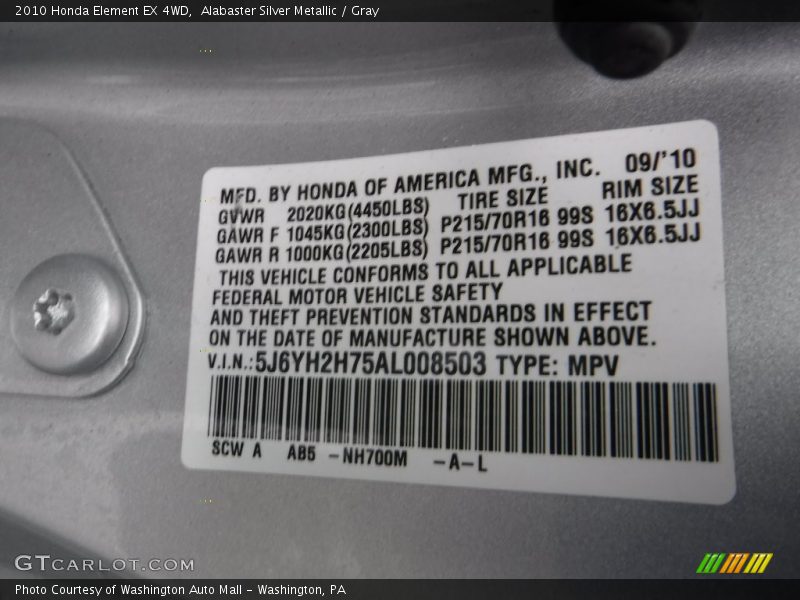 2010 Honda Element EX 4WD,  Alabaster Silver Metallic / Gray
MFD. BY HONDA OF AMERICA MFG., INC. 09/'10
GVWR 2020KG(4450LBS) TIRE SIZE RIM SIZE
GAWR F 1045KG(2300LBS) P215/70R16 99S 16X6.5JJ
GAWR R 1000KG(2205LBS) P215/70R16 99S 16X6.5JJ
THIS VEHICLE CONFORMS TO ALL APPLICABLE
FEDERAL MOTOR VEHICLE SAFETY
AND THEFT PREVENTION STANDARDS IN EFFECT
ON THE DATE OF MANUFACTURE SHOWN ABOVE.
V.I.N.:5J6YH2H75AL008503 TYPE: MPV
SCW A AB5 -NH700M -A-L
GTCARLOT.COM
Photo Courtesy of Washington Auto Mall - Washington, PA